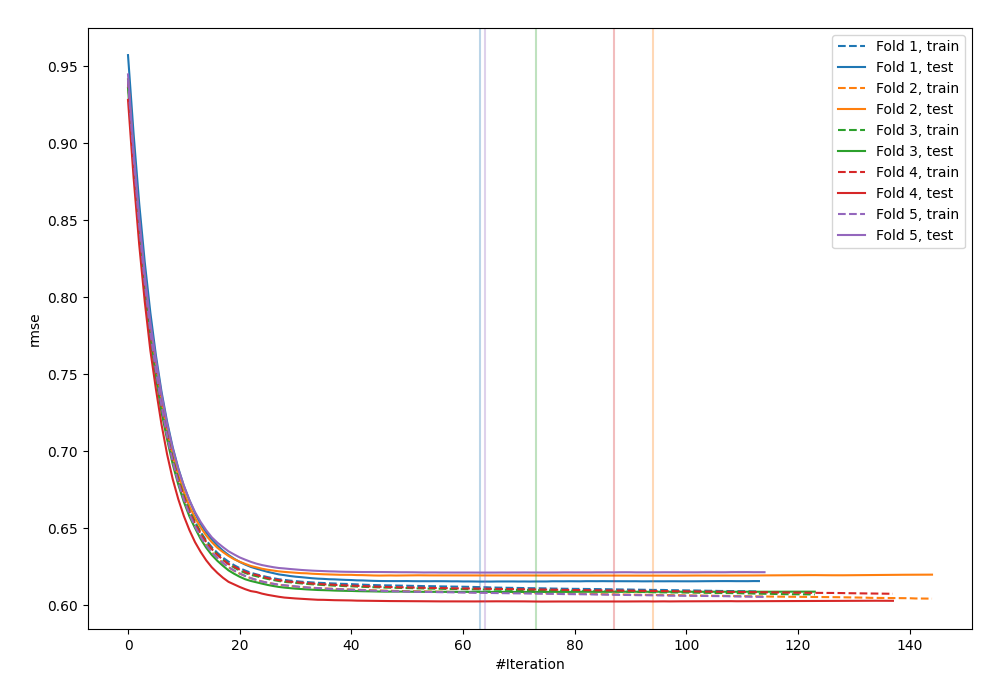 Fold 1, train
Fold 1, test
Fold 2, train
Fold 2, test
Fold 3, train
Fold 3, test
Fold 4, train
Fold 4, test
Fold 5, train
Fold 5, test
0.95
0.90
0.85
0.80
0.75
0.70
0.65
0.60
rmse
0 20 40 60 80 100 120 140
#Iteration